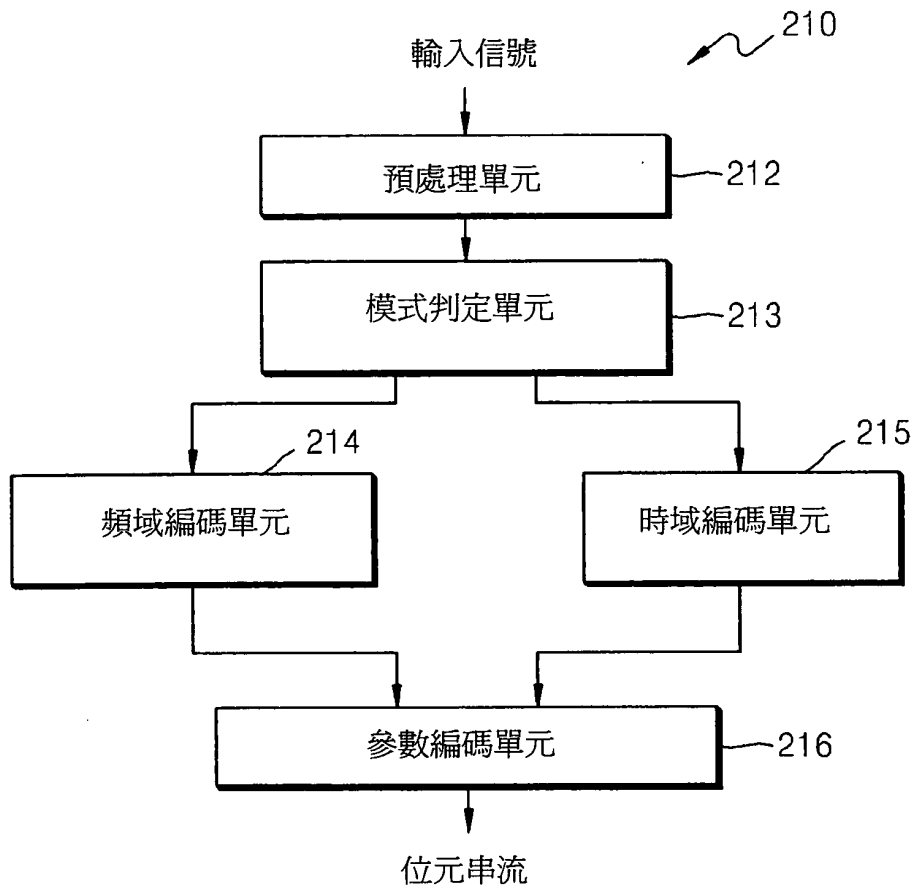 210
輸入信號
預處理單元
212
模式判定單元
213
214
215
頻域編碼單元
時域編碼單元
參數編碼單元
216
位元串流